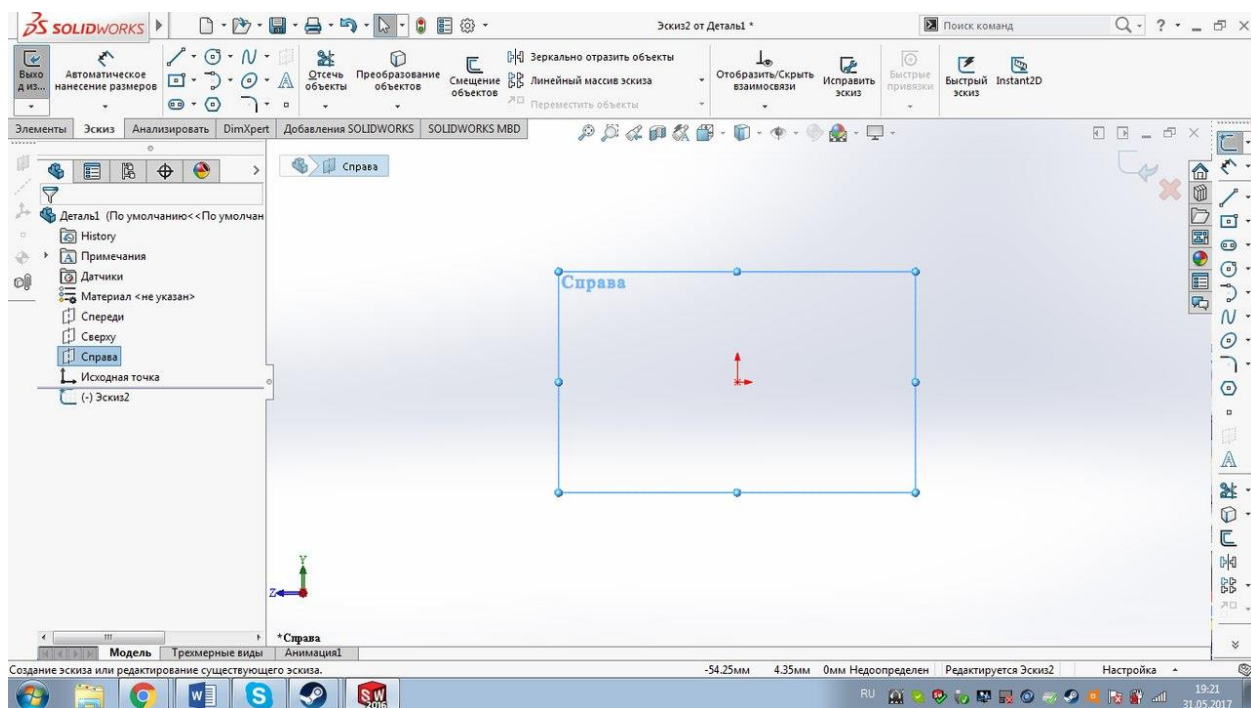 SOLIDWORKS
Эскиз2 от Деталь1 *
Поиск команд
Выхо д из...
Автоматическое нанесение размеров
Отсечь объекты
Преобразование объектов
Смещение объектов
Зеркально отразить объекты
Линейный массив эскиза
Переместить объекты
Отобразить/Скрыть взаимосвязи
Исправить эскиз
Быстрые привязки
Быстрый эскиз
Instant2D
Элементы Эскиз Анализировать DimXpert Добавления SOLIDWORKS SOLIDWORKS MBD
Справа
Деталь1 (По умолчанию<<По умолчан
History
Примечания
Датчики
Материал <не указан>
Спереди
Сверху
Справа
Исходная точка
(-) Эскиз2
Справа
Y
Z
*Справа
Модель Трехмерные виды Анимация1
Создание эскиза или редактирование существующего эскиза.
-54.25мм 4.35мм 0мм Недоопределен Редактируется Эскиз2 Настройка
RU
19:21
31.05.2017
SW
2016